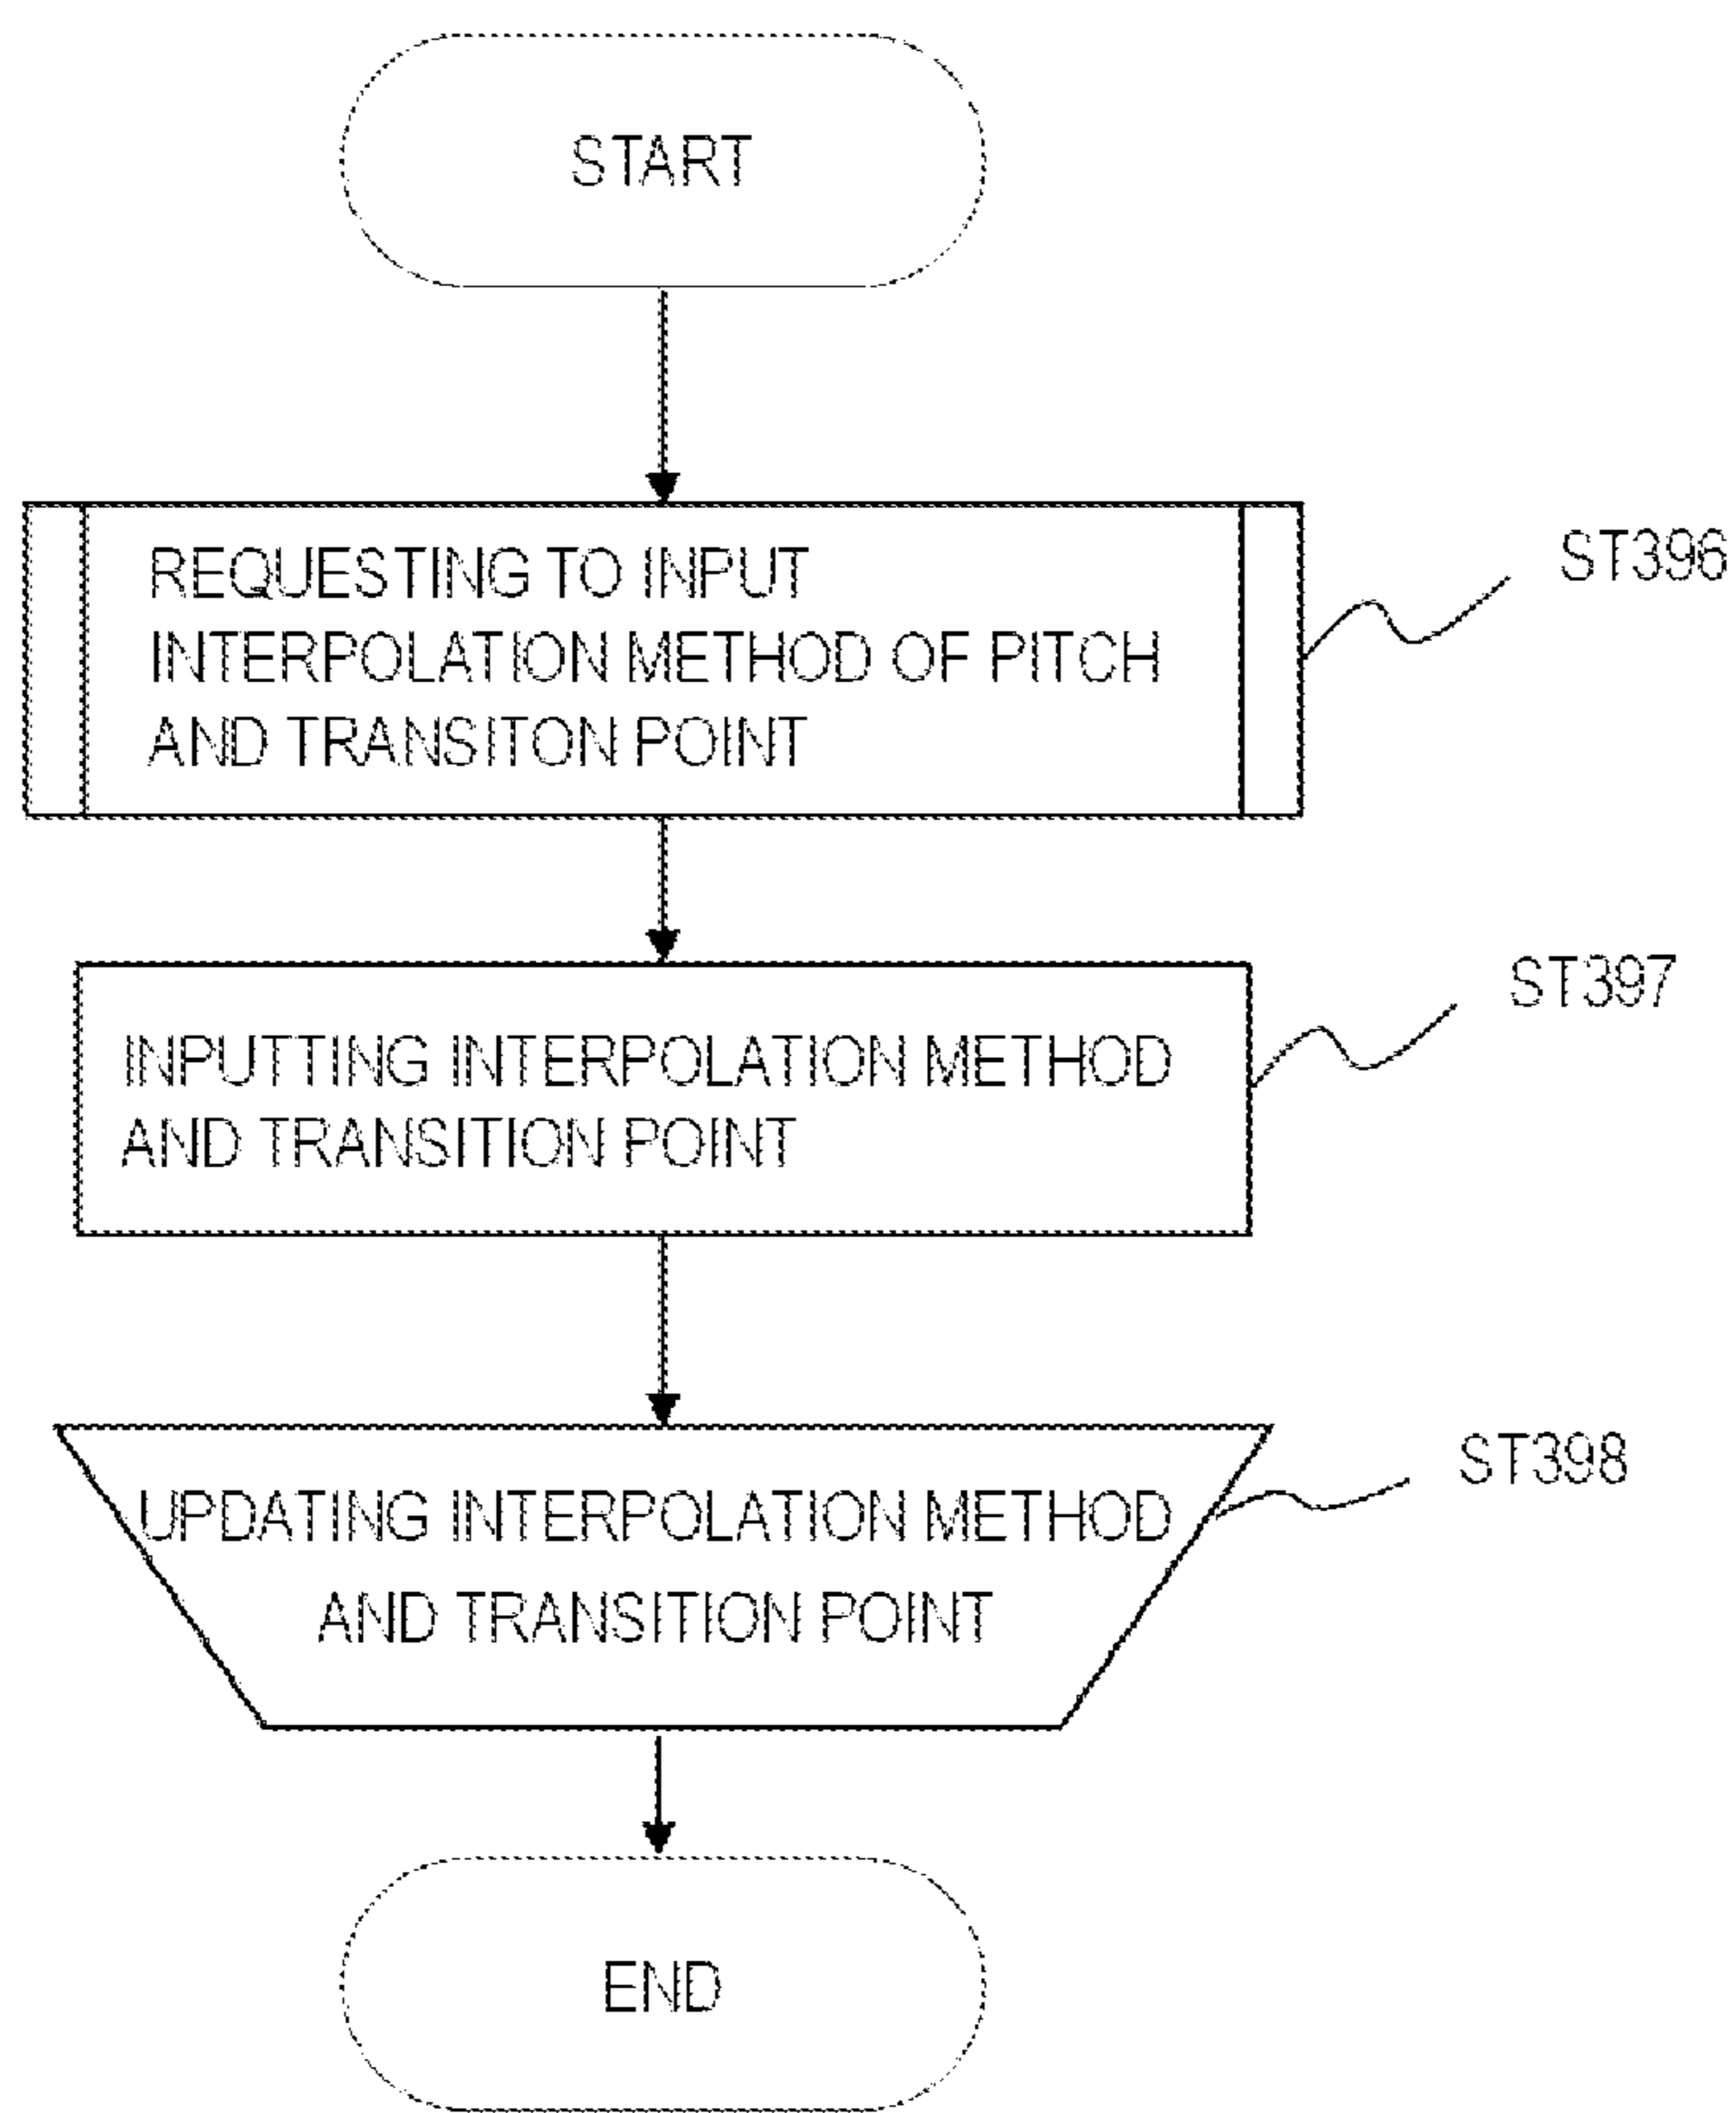 START
REQUESTING TO INPUT
INTERPOLATION METHOD OF PITCH
AND TRANSITON POINT
ST396
INPUTTING INTERPOLATION METHOD
AND TRANSITION POINT
ST397
UPDATING INTERPOLATION METHOD
AND TRANSITION POINT
ST398
END